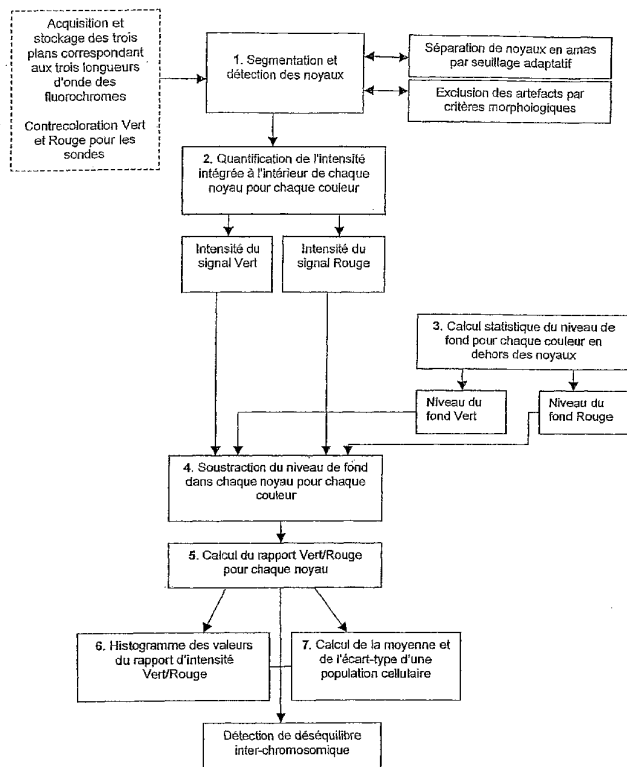 Acquisition et
stockage des trois
plans correspondant
aux trois longueurs
d'onde des
fluorochromes
Contrecoloration Vert
et Rouge pour les
sondes
1. Segmentation et
détection des noyaux
Séparation de noyaux en amas
par seuillage adaptatif
Exclusion des artefacts par
critères morphologiques
2. Quantification de l'intensité
intégrée à l'intérieur de chaque
noyau pour chaque couleur
Intensité du
signal Vert
Intensité du
signal Rouge
3. Calcul statistique du niveau de
fond pour chaque couleur en
dehors des noyaux
Niveau du
fond Vert
Niveau du
fond Rouge
4. Soustraction du niveau de fond
dans chaque noyau pour chaque
couleur
5. Calcul du rapport Vert/Rouge
pour chaque noyau
6. Histogramme des valeurs
du rapport d'intensité
Vert/Rouge
7. Calcul de la moyenne et
de l'écart-type d'une
population cellulaire
Détection de déséquilibre
inter-chromosomique